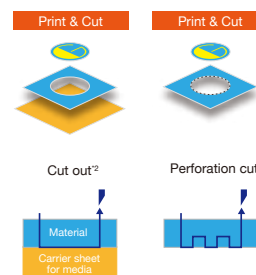 Print & Cut
Print & Cut
Cut out*2
Perforation cut
Material
Carrier sheet
for media